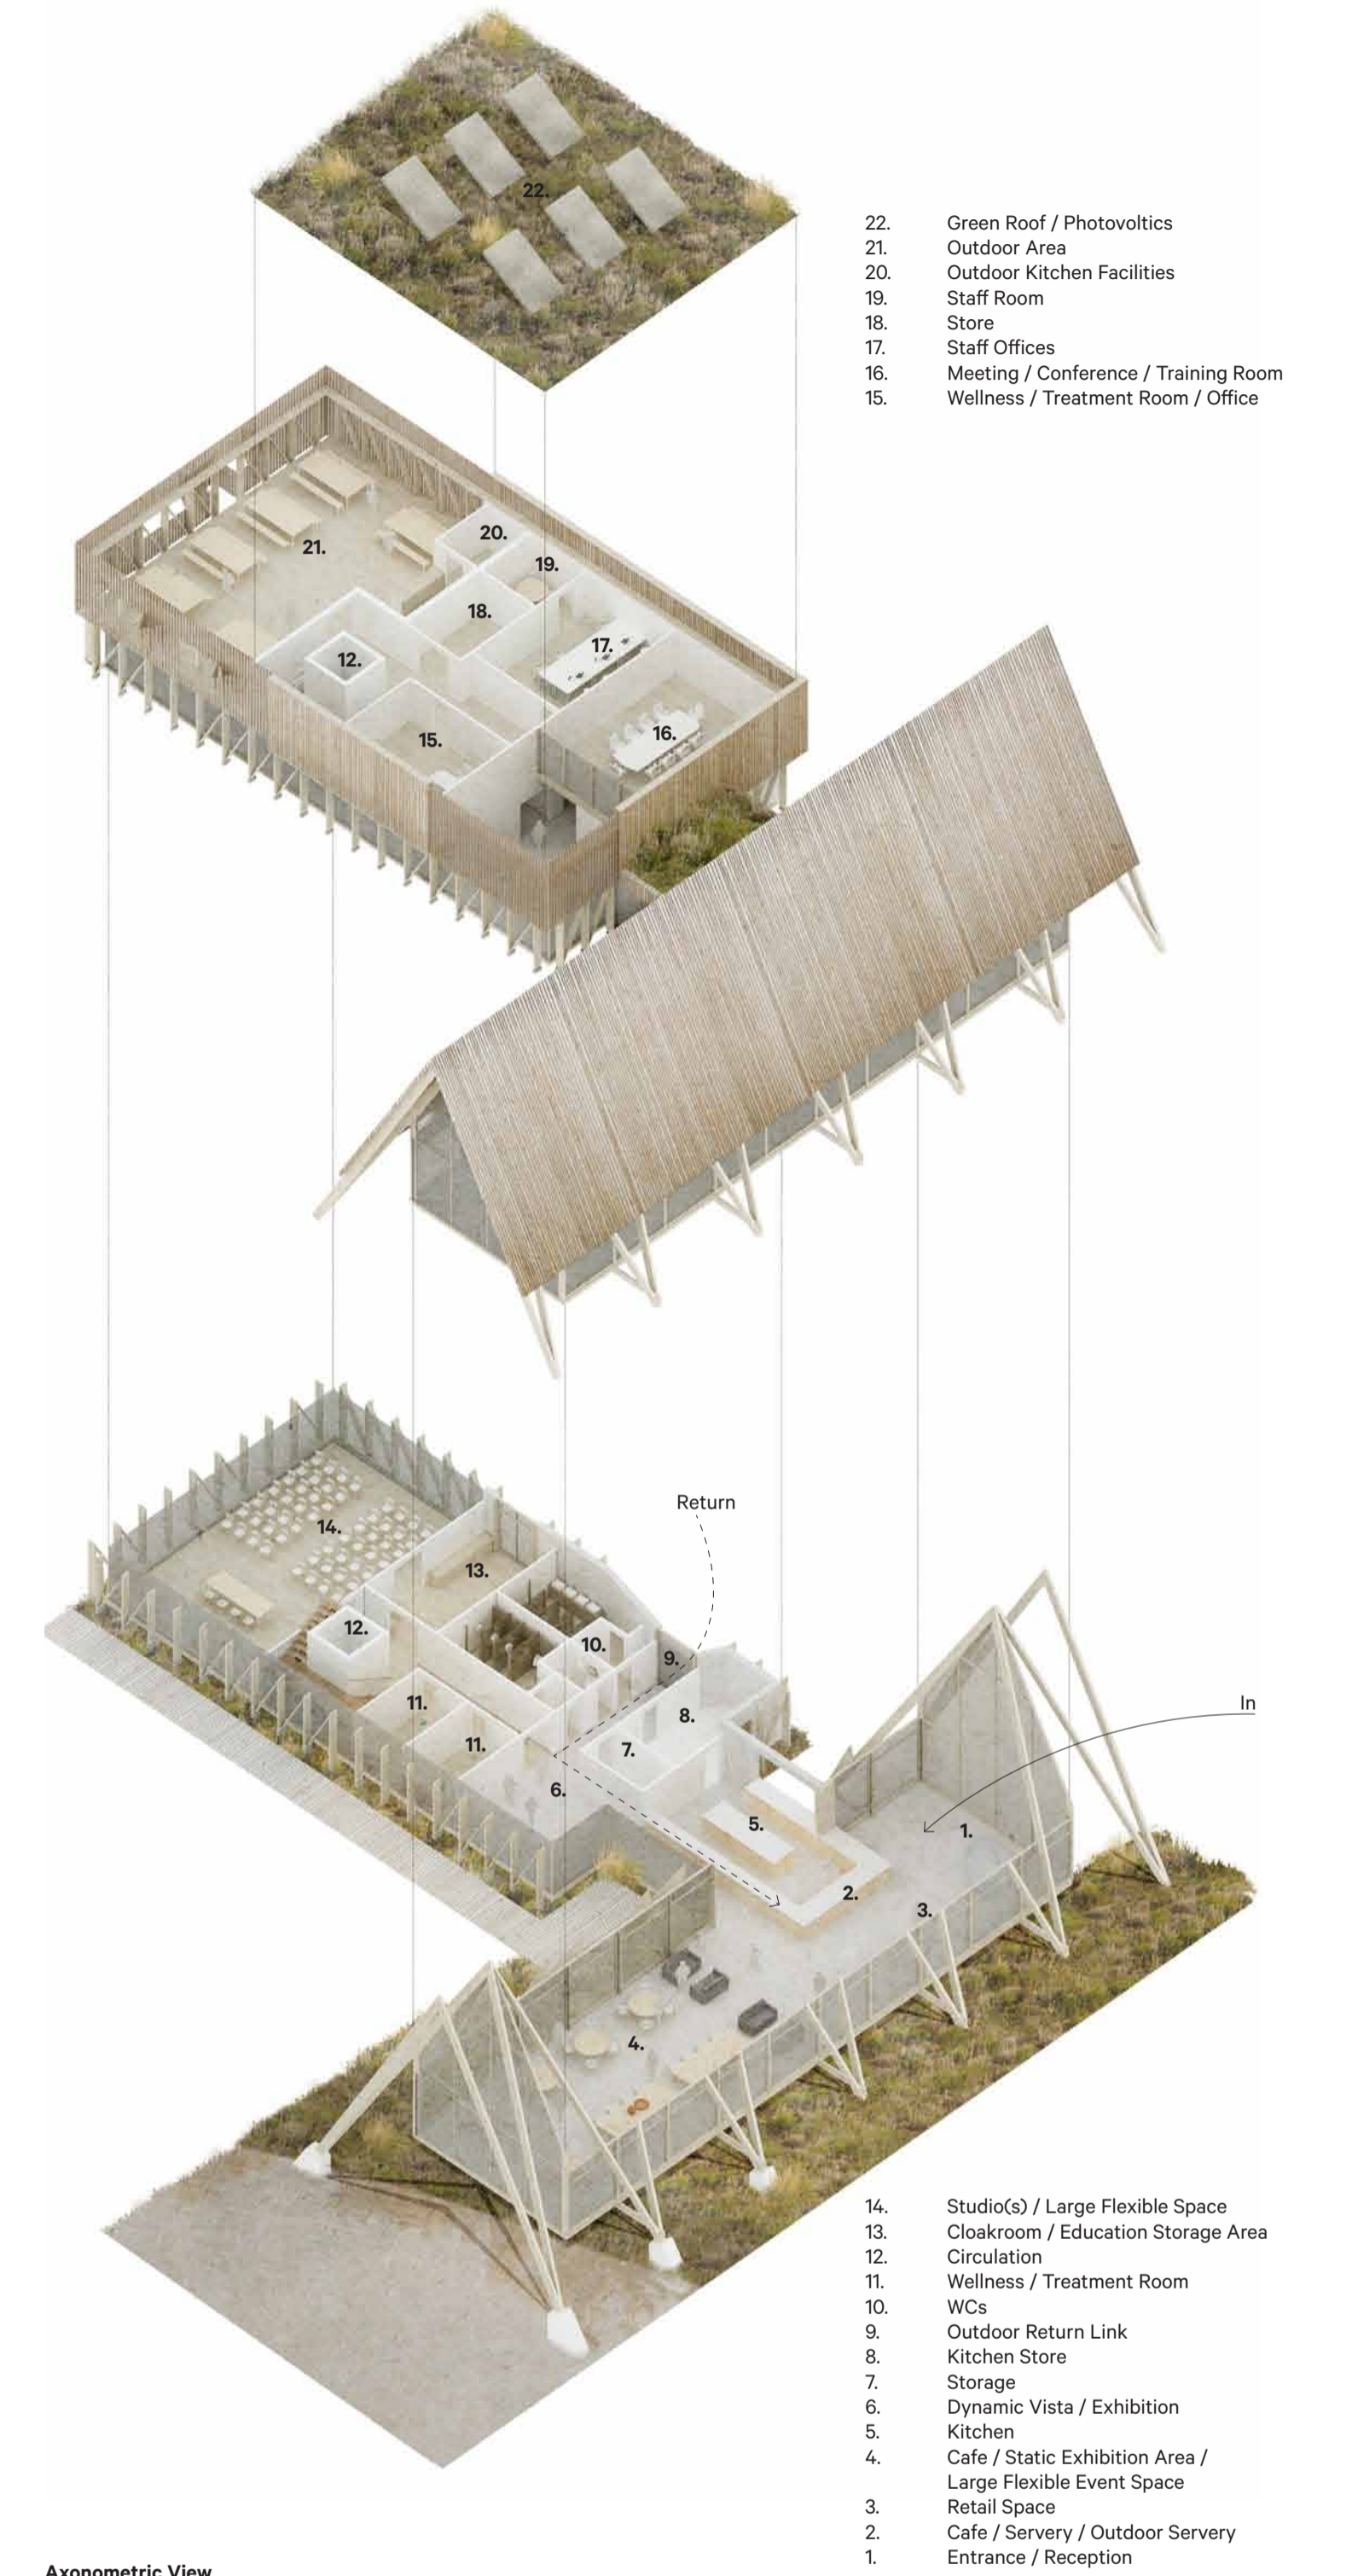 22.
22. Green Roof / Photovoltics
21. Outdoor Area
20. Outdoor Kitchen Facilities
19. Staff Room
18. Store
17. Staff Offices
16. Meeting / Conference / Training Room
15. Wellness / Treatment Room / Office
20.
21.
19.
18.
17.
12.
16.
15.
Return
14.
13.
12.
10.
9.
11.
In
8.
11.
7.
6.
5.
1.
2.
3.
4.
14. Studio(s) / Large Flexible Space
13. Cloakroom / Education Storage Area
12. Circulation
11. Wellness / Treatment Room
10. WCs
9. Outdoor Return Link
8. Kitchen Store
7. Storage
6. Dynamic Vista / Exhibition
5. Kitchen
4. Cafe / Static Exhibition Area /
Large Flexible Event Space
3. Retail Space
2. Cafe / Servery / Outdoor Servery
1. Entrance / Reception
Axonometric View